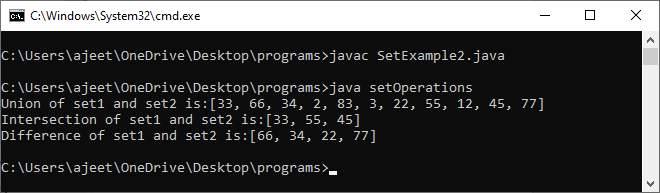 C:\Windows\System32\cmd.exe
C:\Users\ajeet\OneDrive\Desktop\programs>javac SetExample2.java
C:\Users\ajeet\OneDrive\Desktop\programs>java setOperations
Union of set1 and set2 is:[33, 66, 34, 2, 83, 3, 22, 55, 12, 45, 77]
Intersection of set1 and set2 is:[33, 55, 45]
Difference of set1 and set2 is:[66, 34, 22, 77]
C:\Users\ajeet\OneDrive\Desktop\programs>